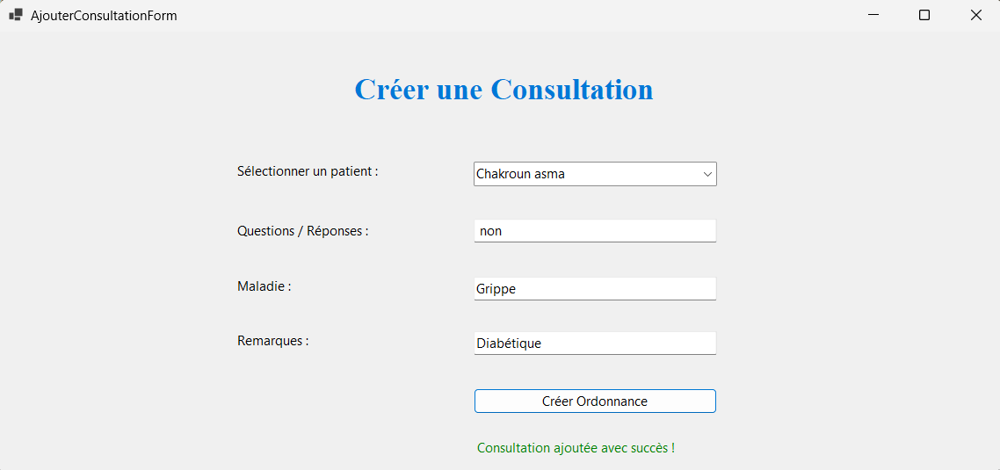 AjouterConsultationForm
Créer une Consultation
Sélectionner un patient :
Chakroun asma
Questions / Réponses :
non
Maladie :
Grippe
Remarques :
Diabétique
Créer Ordonnance
Consultation ajoutée avec succès !